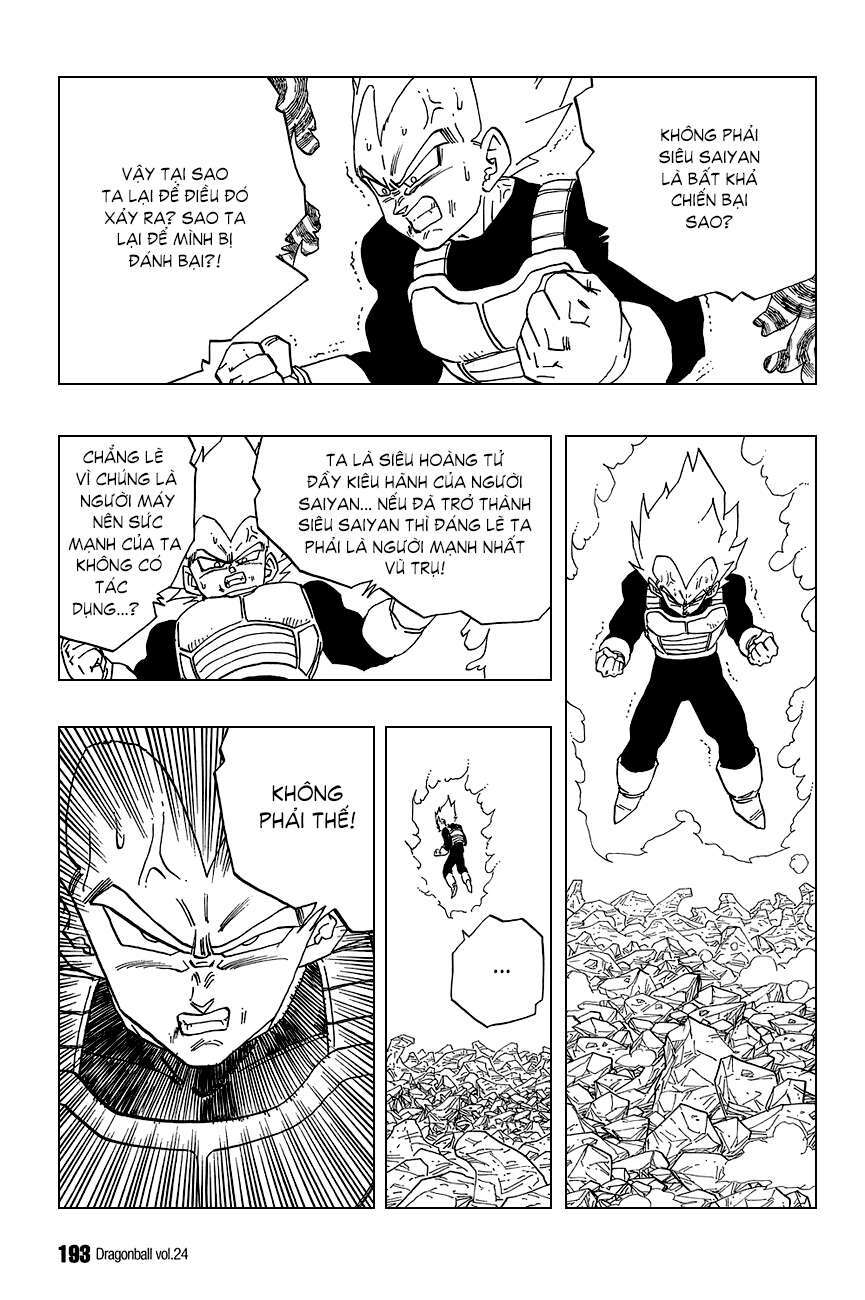 KHÔNG PHẢI
SIÊU SAIYAN
LÀ BẤT KHẢ
CHIẾN BẠI
SAO?
VẬY TẠI SAO
TA LẠI ĐỂ ĐIỀU ĐÓ
XẢY RA? SAO TA
LẠI ĐỂ MÌNH BỊ
ĐÁNH BẠI?!
CHẲNG LẼ
VÌ CHÚNG LÀ
NGƯỜI MÁY
NÊN SỨC
MẠNH CỦA TA
KHÔNG CÓ
TÁC
DỤNG...?
TA LÀ SIÊU HOÀNG TỬ
ĐẦY KIÊU HÃNH CỦA NGƯỜI
SAIYAN... NẾU ĐÃ TRỞ THÀNH
SIÊU SAIYAN THÌ ĐÁNG LẼ TA
PHẢI LÀ NGƯỜI MẠNH NHẤT
VŨ TRỤ!
KHÔNG
PHẢI THẾ!
...
193 Dragonball vol.24